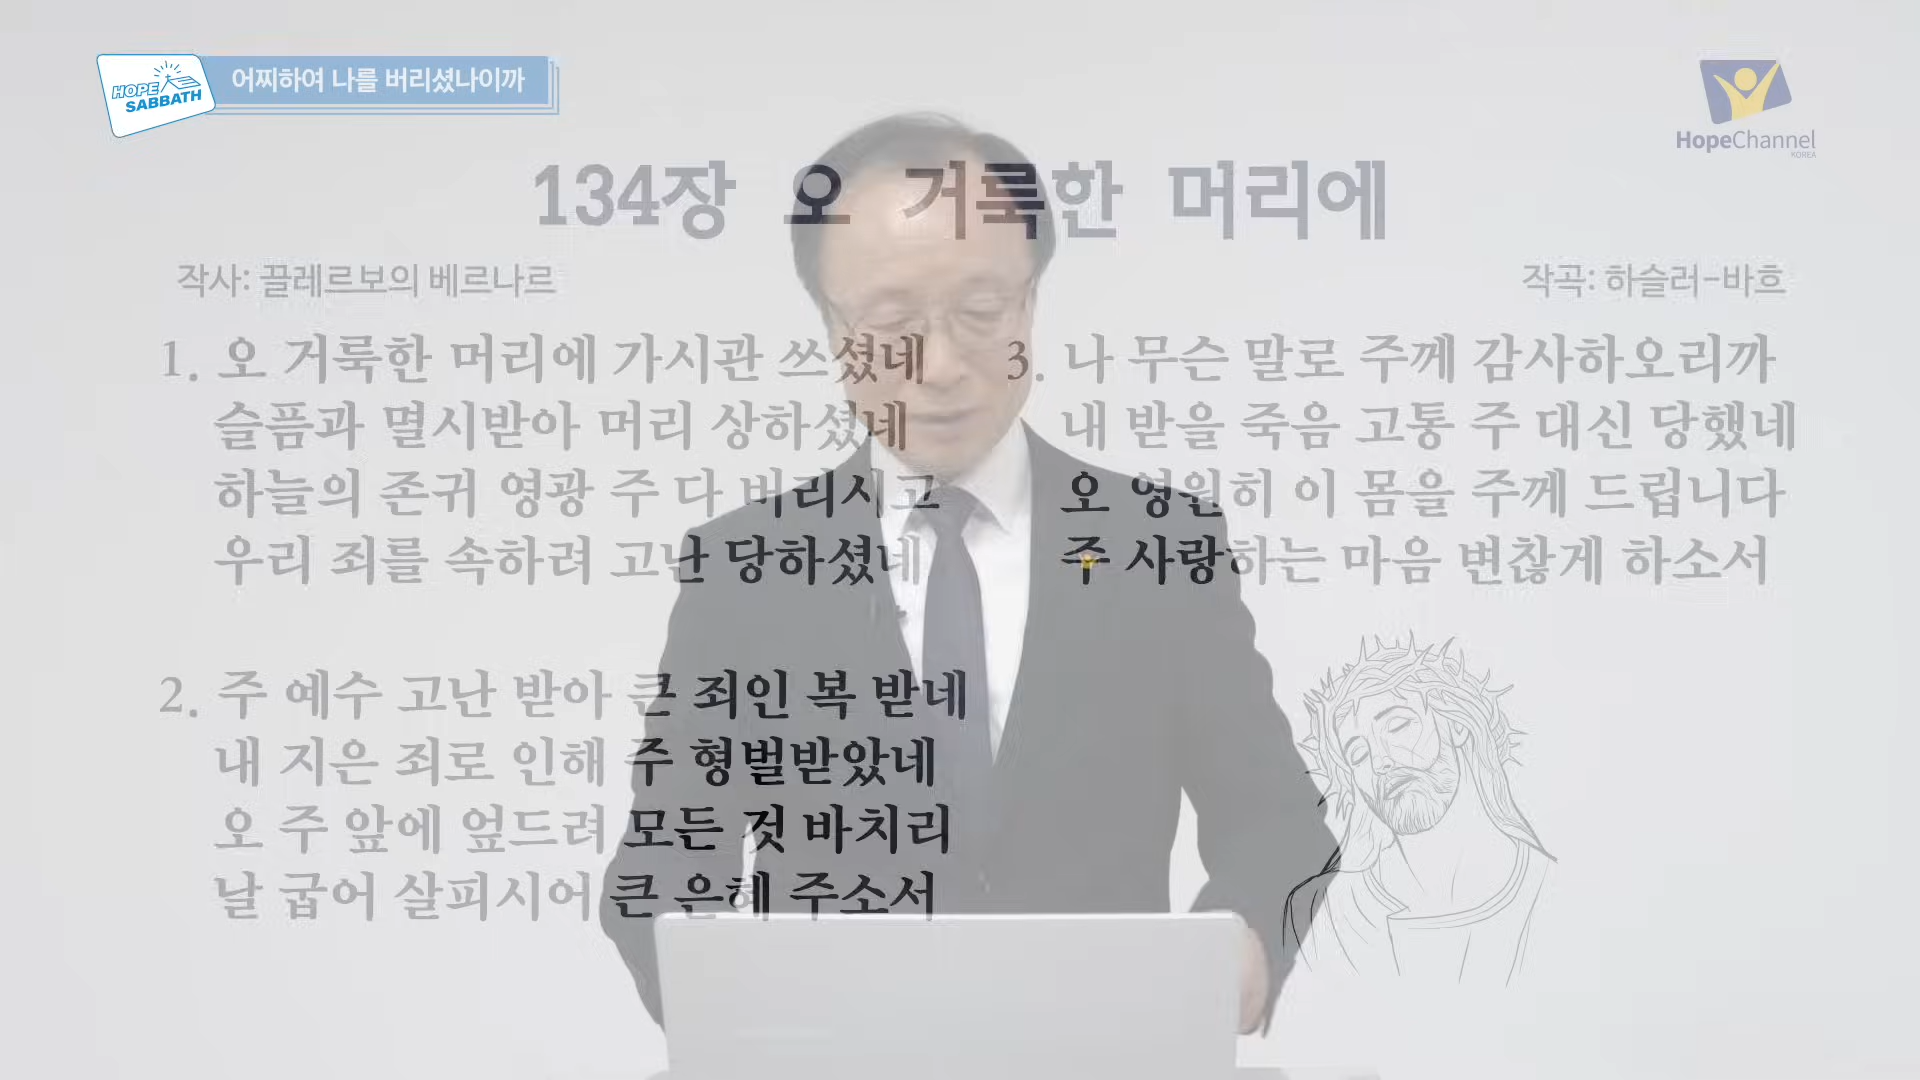 HOPE
SABBATH
어찌하여 나를 버리셨나이까
HopeChannel
KOREA
134장 오 거룩한 머리에
작사: 끌레르보의 베르나르
작곡: 하슬러-바흐
1. 오 거룩한 머리에 가시관 쓰셨네
슬픔과 멸시받아 머리 상하셨네
하늘의 존귀 영광 주 다 버리시고
우리 죄를 속하려 고난 당하셨네
2. 주 예수 고난 받아 큰 죄인 복 받네
내 지은 죄로 인해 주 형벌받았네
오 주 앞에 엎드려 모든 것 바치리
날 굽어 살피시어 큰 은혜 주소서
3. 나 무슨 말로 주께 감사하오리까
내 받을 죽음 고통 주 대신 당했네
오 영원히 이 몸을 주께 드립니다
주 사랑하는 마음 변찮게 하소서